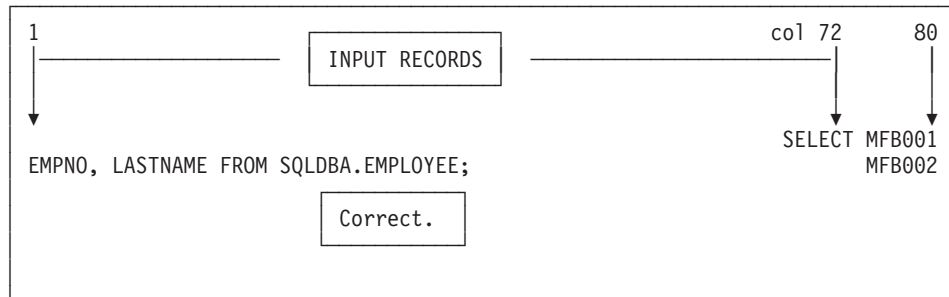 1 col 72 80
INPUT RECORDS
SELECT MFB001
EMPNO, LASTNAME FROM SQLDBA.EMPLOYEE; MFB002
Correct.